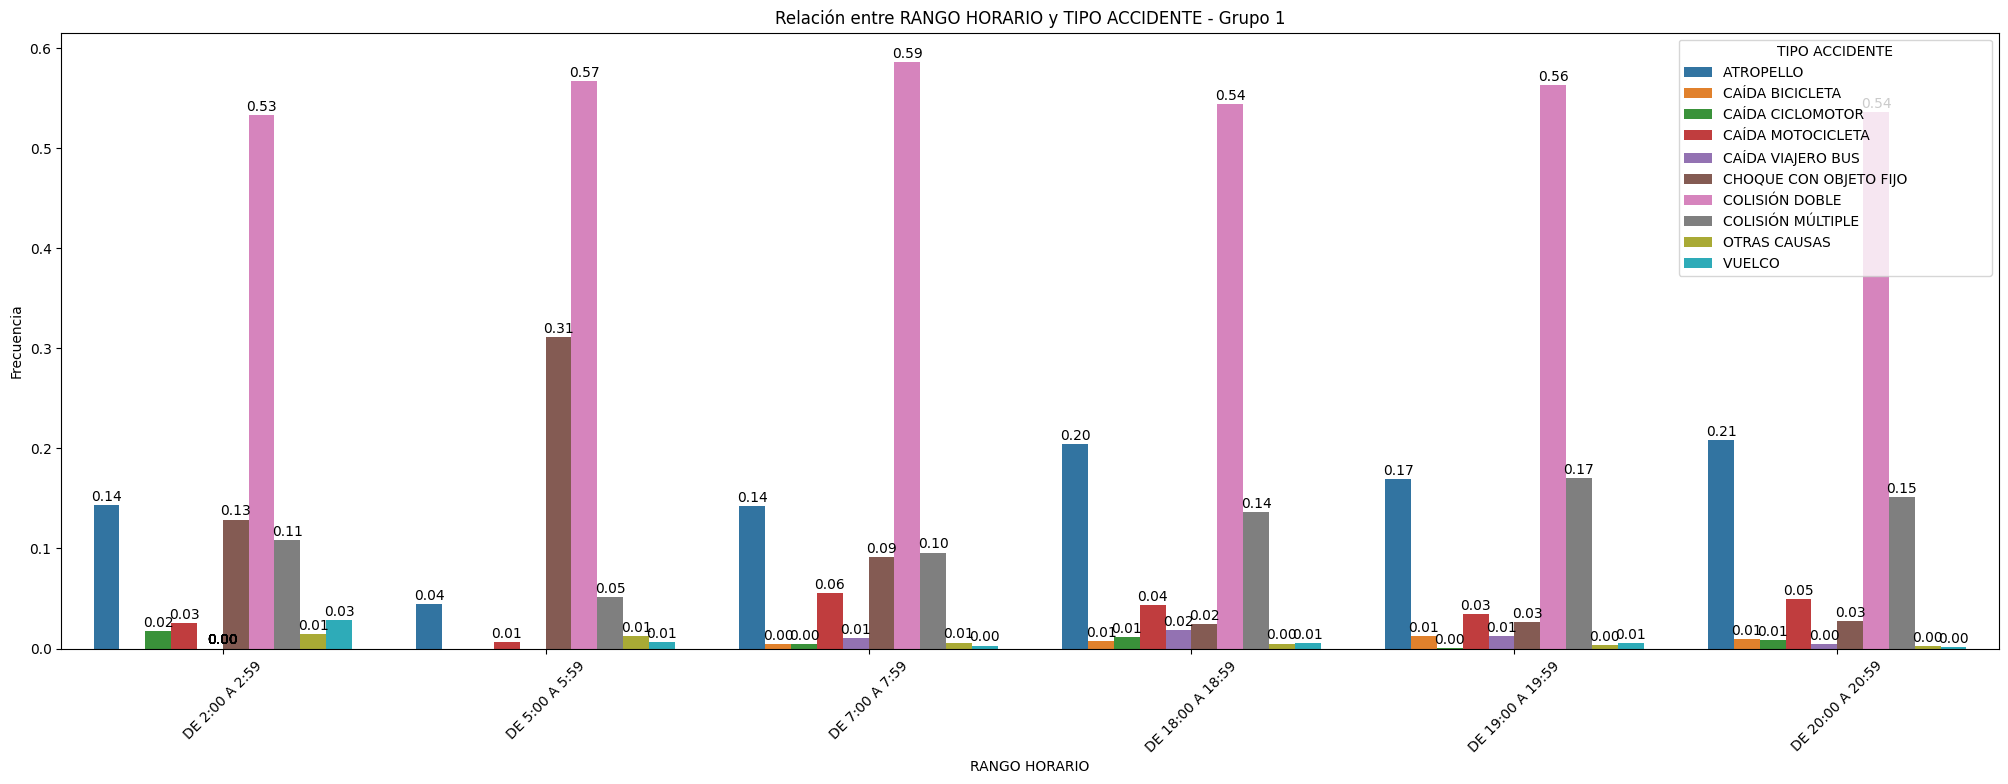 Relación entre RANGO HORARIO y TIPO ACCIDENTE - Grupo 1
TIPO ACCIDENTE
ATROPELLO
CAÍDA BICICLETA
CAÍDA CICLOMOTOR
CAÍDA MOTOCICLETA
CAÍDA VIAJERO BUS
CHOQUE CON OBJETO FIJO
COLISIÓN DOBLE
COLISIÓN MÚLTIPLE
OTRAS CAUSAS
VUELCO
Frecuencia
0.6
0.5
0.4
0.3
0.2
0.1
0.0
0.14 0.02 0.03 0.00 0.13 0.53 0.11 0.01 0.03
0.04 0.01 0.31 0.57 0.05 0.01 0.01
0.14 0.00 0.00 0.06 0.01 0.09 0.59 0.10 0.01 0.00
0.20 0.01 0.01 0.04 0.02 0.02 0.54 0.14 0.00 0.01
0.17 0.01 0.00 0.03 0.01 0.03 0.56 0.17 0.00 0.01
0.21 0.01 0.01 0.05 0.00 0.03 0.54 0.15 0.00 0.00
DE 2:00 A 2:59
DE 5:00 A 5:59
DE 7:00 A 7:59
DE 18:00 A 18:59
DE 19:00 A 19:59
DE 20:00 A 20:59
RANGO HORARIO